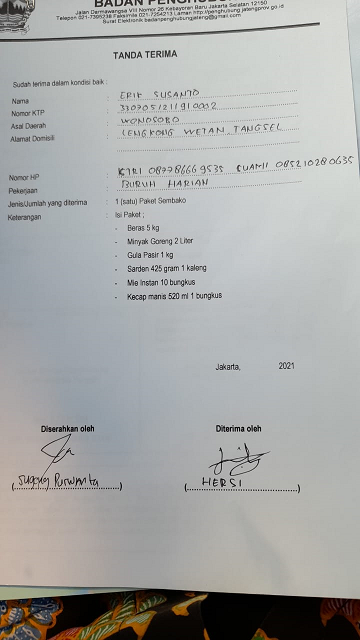 BADAN PENGHUBUNG
Jalan Darmawangsa VIII Nomor 26 Kebayoran Baru Jakarta Selatan 12150
Telepon 021-7395238 Faksimile 021-7254213 Laman http://penghubung.jatengprov.go.id
Surat Elektronik badanpenghubungjateng@gmail.com
TANDA TERIMA
Sudah terima dalam kondisi baik :
Nama : ERIK SUSANTO
Nomor KTP : 3307051211910002
Asal Daerah : WONOSOBO
Alamat Domisili : LENGKONG WETAN TANGSEL
Nomor HP : ISTRI 087786669535 SUAMI 085210280635
Pekerjaan : BURUH HARIAN
Jenis/Jumlah yang diterima : 1 (satu) Paket Sembako
Keterangan : Isi Paket ;
- Beras 5 kg
- Minyak Goreng 2 Liter
- Gula Pasir 1 kg
- Sarden 425 gram 1 kaleng
- Mie Instan 10 bungkus
- Kecap manis 520 ml 1 bungkus
Jakarta, 2021
Diserahkan oleh Diterima oleh
(Sugeng Purwanta) (HERSI)